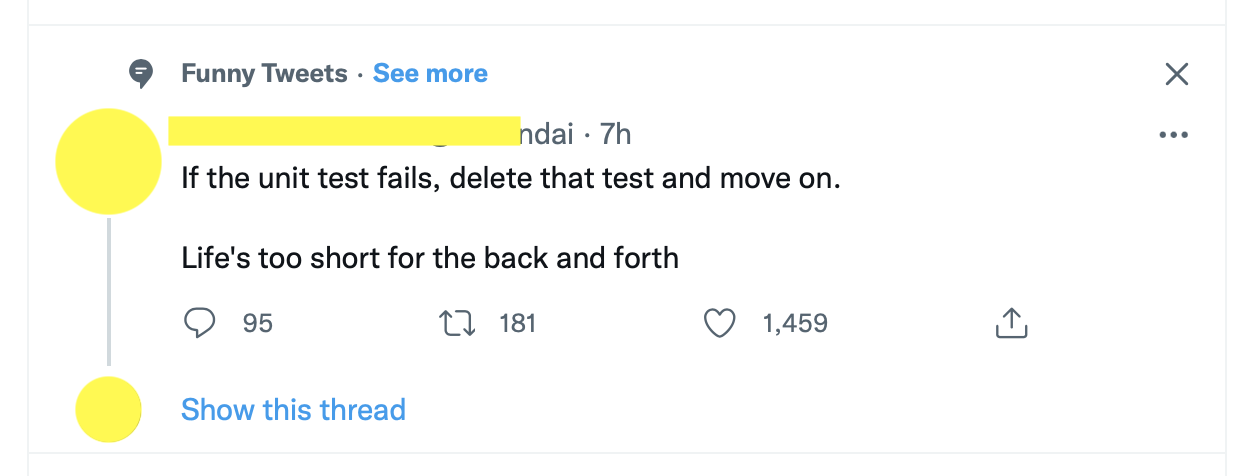 Funny Tweets · See more
ndai · 7h
If the unit test fails, delete that test and move on.
Life's too short for the back and forth
95 181 1,459
Show this thread